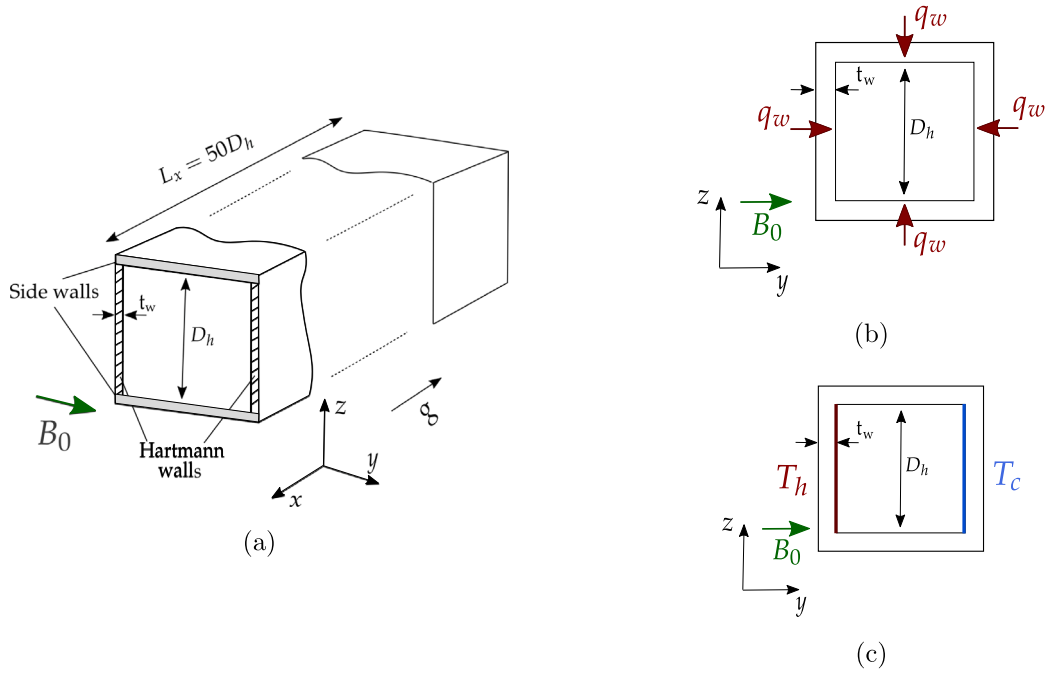 L_x = 50D_h
Side walls
t_w
D_h
B_0
Hartmann
walls
g
z
y
x
(a)
q_w
t_w
q_w
D_h
q_w
z
B_0
q_w
y
(b)
t_w
T_h
D_h
T_c
z
B_0
y
(c)